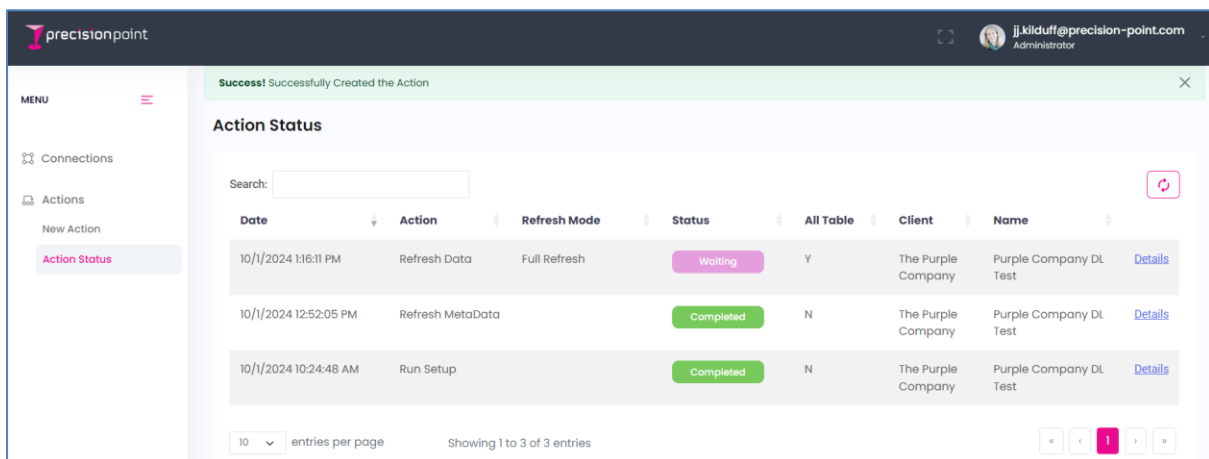 precisionpoint
jj.kilduff@precision-point.com
Administrator
MENU
Connections
Actions
New Action
Action Status
Success! Successfully Created the Action
Action Status
Search:
Date Action Refresh Mode Status All Table Client Name
10/1/2024 1:16:11 PM Refresh Data Full Refresh Waiting Y The Purple Company Purple Company DL Test Details
10/1/2024 12:52:05 PM Refresh MetaData Completed N The Purple Company Purple Company DL Test Details
10/1/2024 10:24:48 AM Run Setup Completed N The Purple Company Purple Company DL Test Details
10 entries per page Showing 1 to 3 of 3 entries « ‹ 1 › »